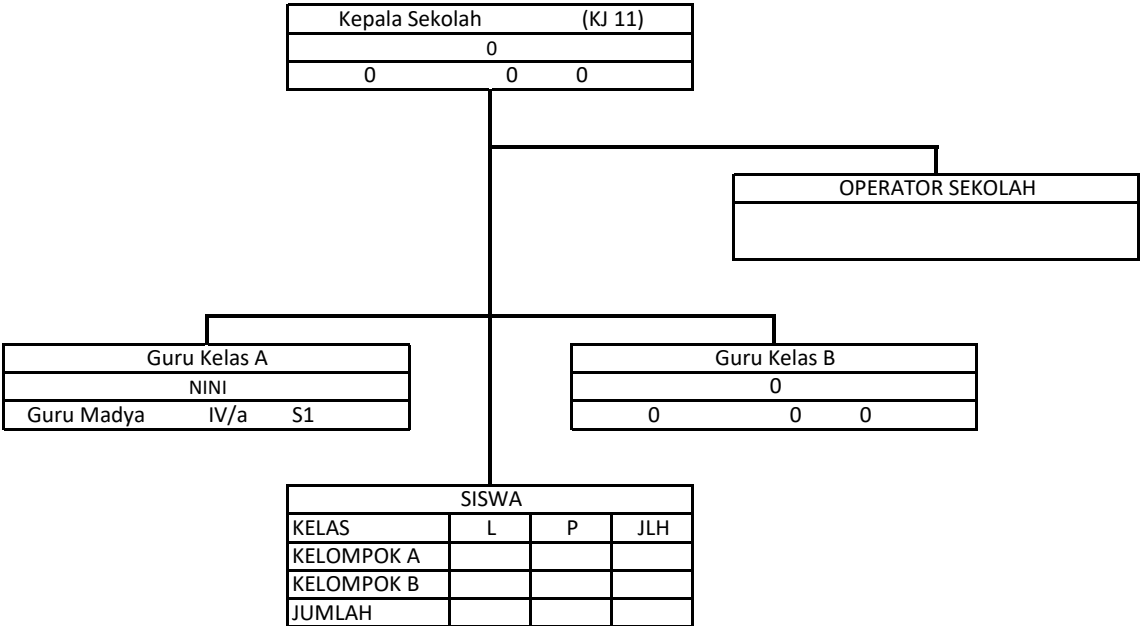 Kepala Sekolah (KJ 11)
0
0 0 0
OPERATOR SEKOLAH
Guru Kelas A
NINI
Guru Madya IV/a S1
Guru Kelas B
0
0 0 0
SISWA
KELAS L P JLH
KELOMPOK A
KELOMPOK B
JUMLAH